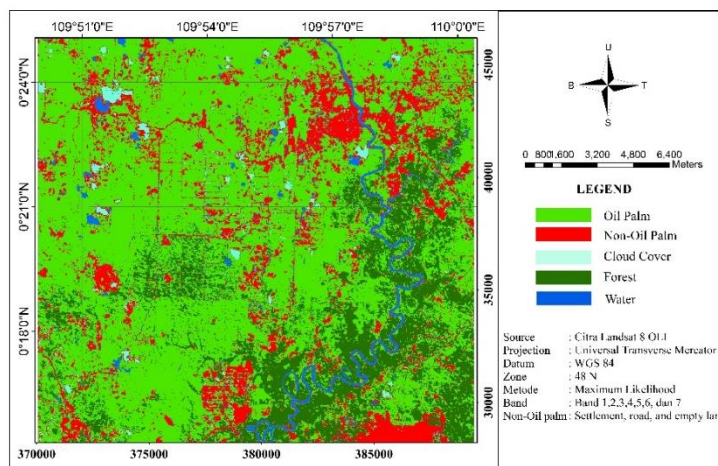 109°51'0"E 109°54'0"E 109°57'0"E 110°0'0"E
0°24'0"N
0°21'0"N
0°18'0"N
45000
40000
35000
30000
370000 375000 380000 385000
U
B T
S
0 800 1,600 3,200 4,800 6,400
Meters
LEGEND
Oil Palm
Non-Oil Palm
Cloud Cover
Forest
Water
Source : Citra Landsat 8 OLI
Projection : Universal Transverse Mercator
Datum : WGS 84
Zone : 48 N
Metode : Maximum Likelihood
Band : Band 1,2,3,4,5,6, dan 7
Non-Oil palm : Settlement, road, and empty lan